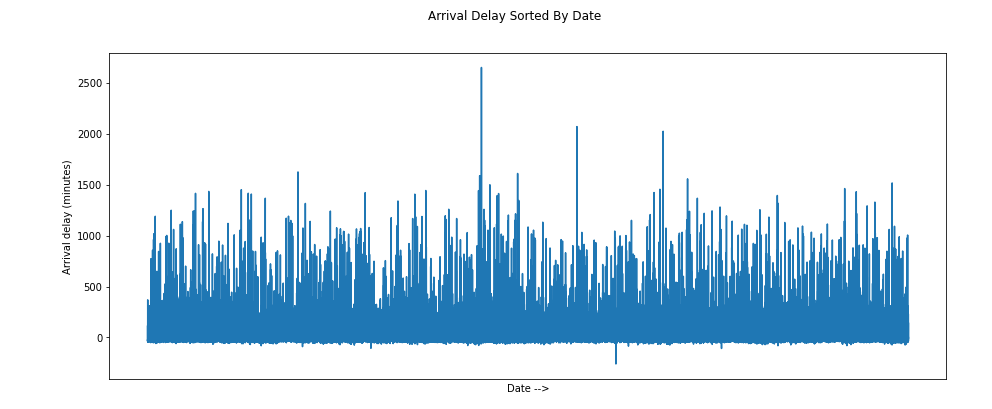 Arrival Delay Sorted By Date
Arrival delay (minutes)
2500
2000
1500
1000
500
0
Date -->